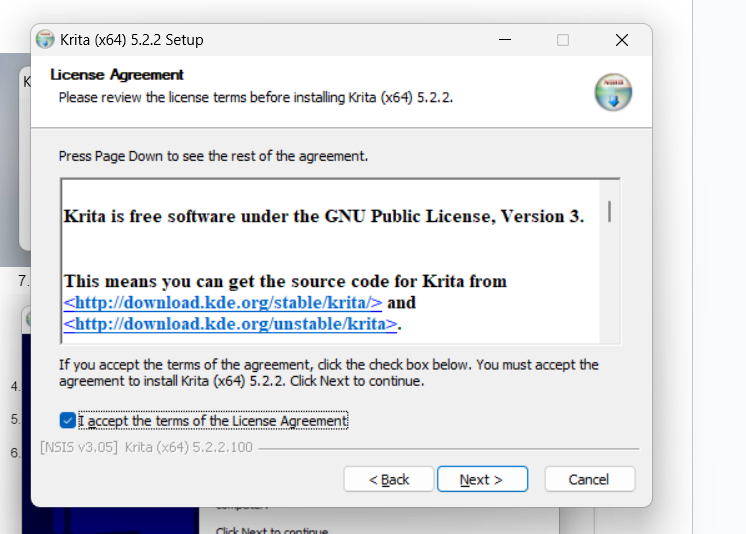 Krita (x64) 5.2.2 Setup
License Agreement
Please review the license terms before installing Krita (x64) 5.2.2.
NSIS
K
Press Page Down to see the rest of the agreement.
Krita is free software under the GNU Public License, Version 3.
This means you can get the source code for Krita from
<http://download.kde.org/stable/krita/> and
<http://download.kde.org/unstable/krita>.
7.
If you accept the terms of the agreement, click the check box below. You must accept the
agreement to install Krita (x64) 5.2.2. Click Next to continue.
4.
5.
I accept the terms of the License Agreement
[NSIS v3.05] Krita (x64) 5.2.2.100
6.
< Back
Next >
Cancel
Click Next to continue